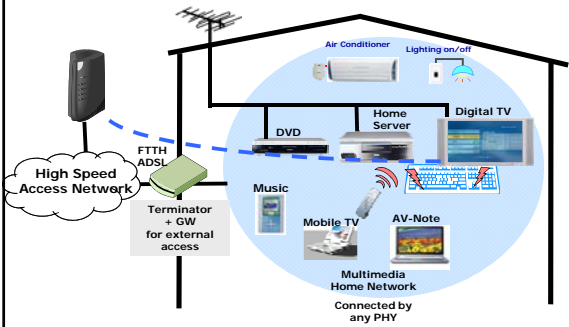 Air Conditioner
Lighting on/off
Home
Server
Digital TV
DVD
FTTH
ADSL
High Speed
Access Network
Music
Terminator
+ GW
for external
access
Mobile TV
AV-Note
Multimedia
Home Network
Connected by
any PHY